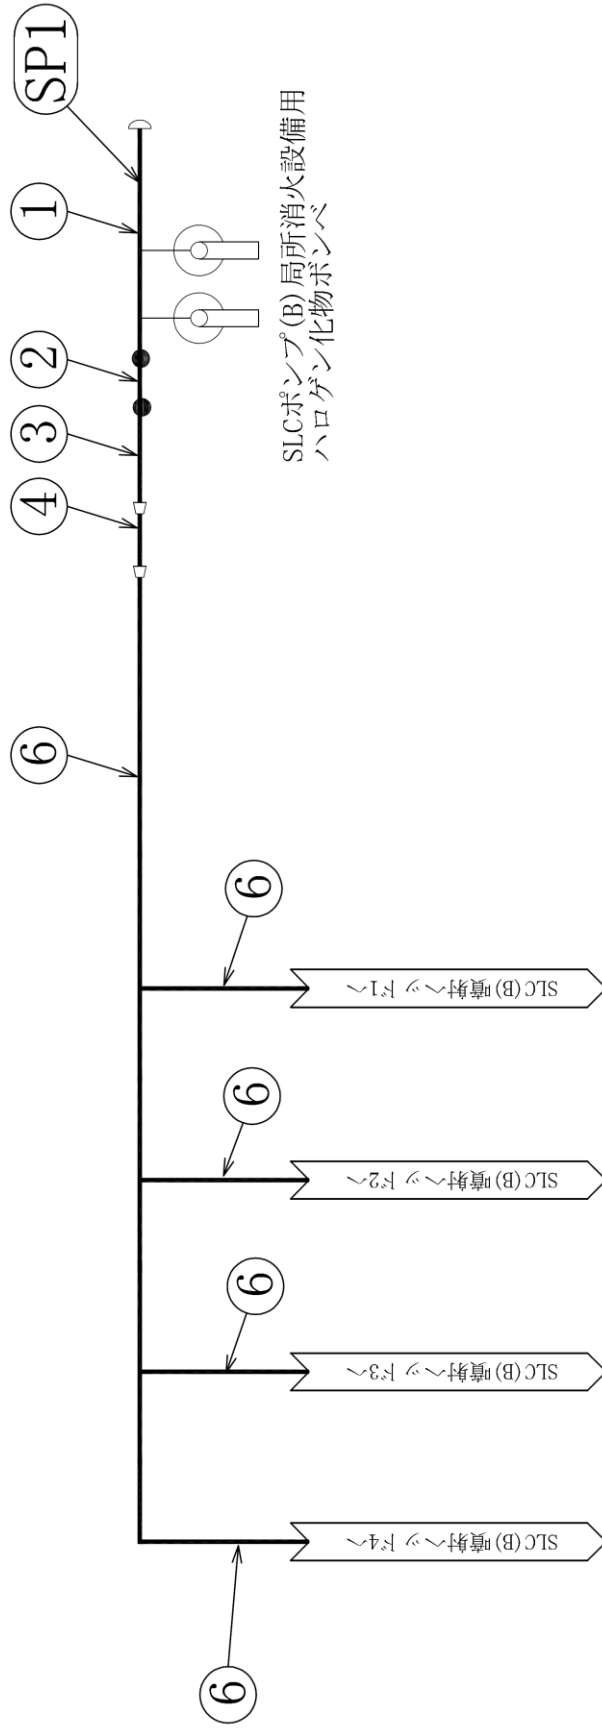 SP1
1
2
3
4
6
SLCポンプ(B)局所消火設備用
ハロゲン化物ボンベ
6
SLC(B)噴射ヘッド1へ
6
SLC(B)噴射ヘッド2へ
6
SLC(B)噴射ヘッド3へ
6
SLC(B)噴射ヘッド4へ